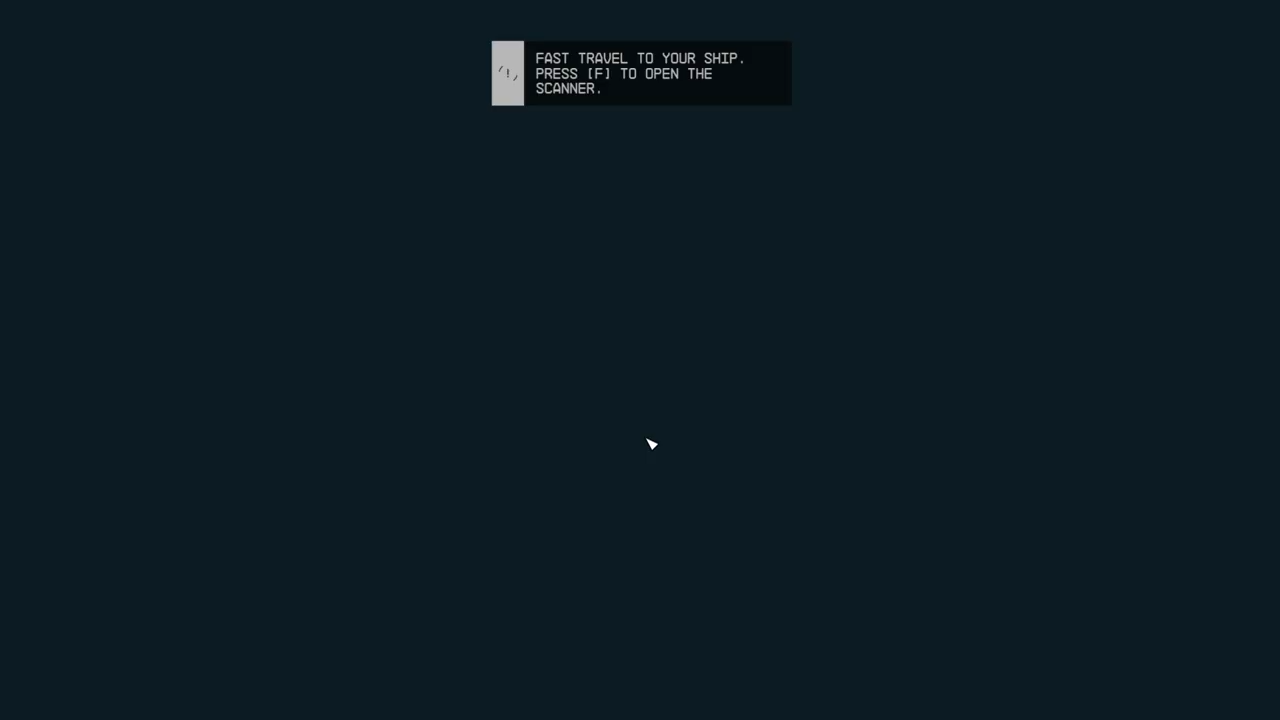 FAST TRAVEL TO YOUR SHIP.
PRESS [F] TO OPEN THE
SCANNER.